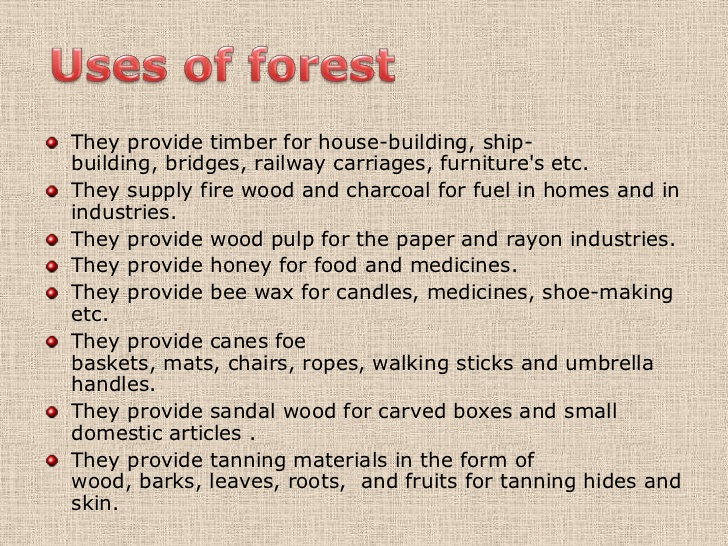 Uses of forest
They provide timber for house-building, ship-
building, bridges, railway carriages, furniture's etc.
They supply fire wood and charcoal for fuel in homes and in
industries.
They provide wood pulp for the paper and rayon industries.
They provide honey for food and medicines.
They provide bee wax for candles, medicines, shoe-making
etc.
They provide canes foe
baskets, mats, chairs, ropes, walking sticks and umbrella
handles.
They provide sandal wood for carved boxes and small
domestic articles .
They provide tanning materials in the form of
wood, barks, leaves, roots,  and fruits for tanning hides and
skin.